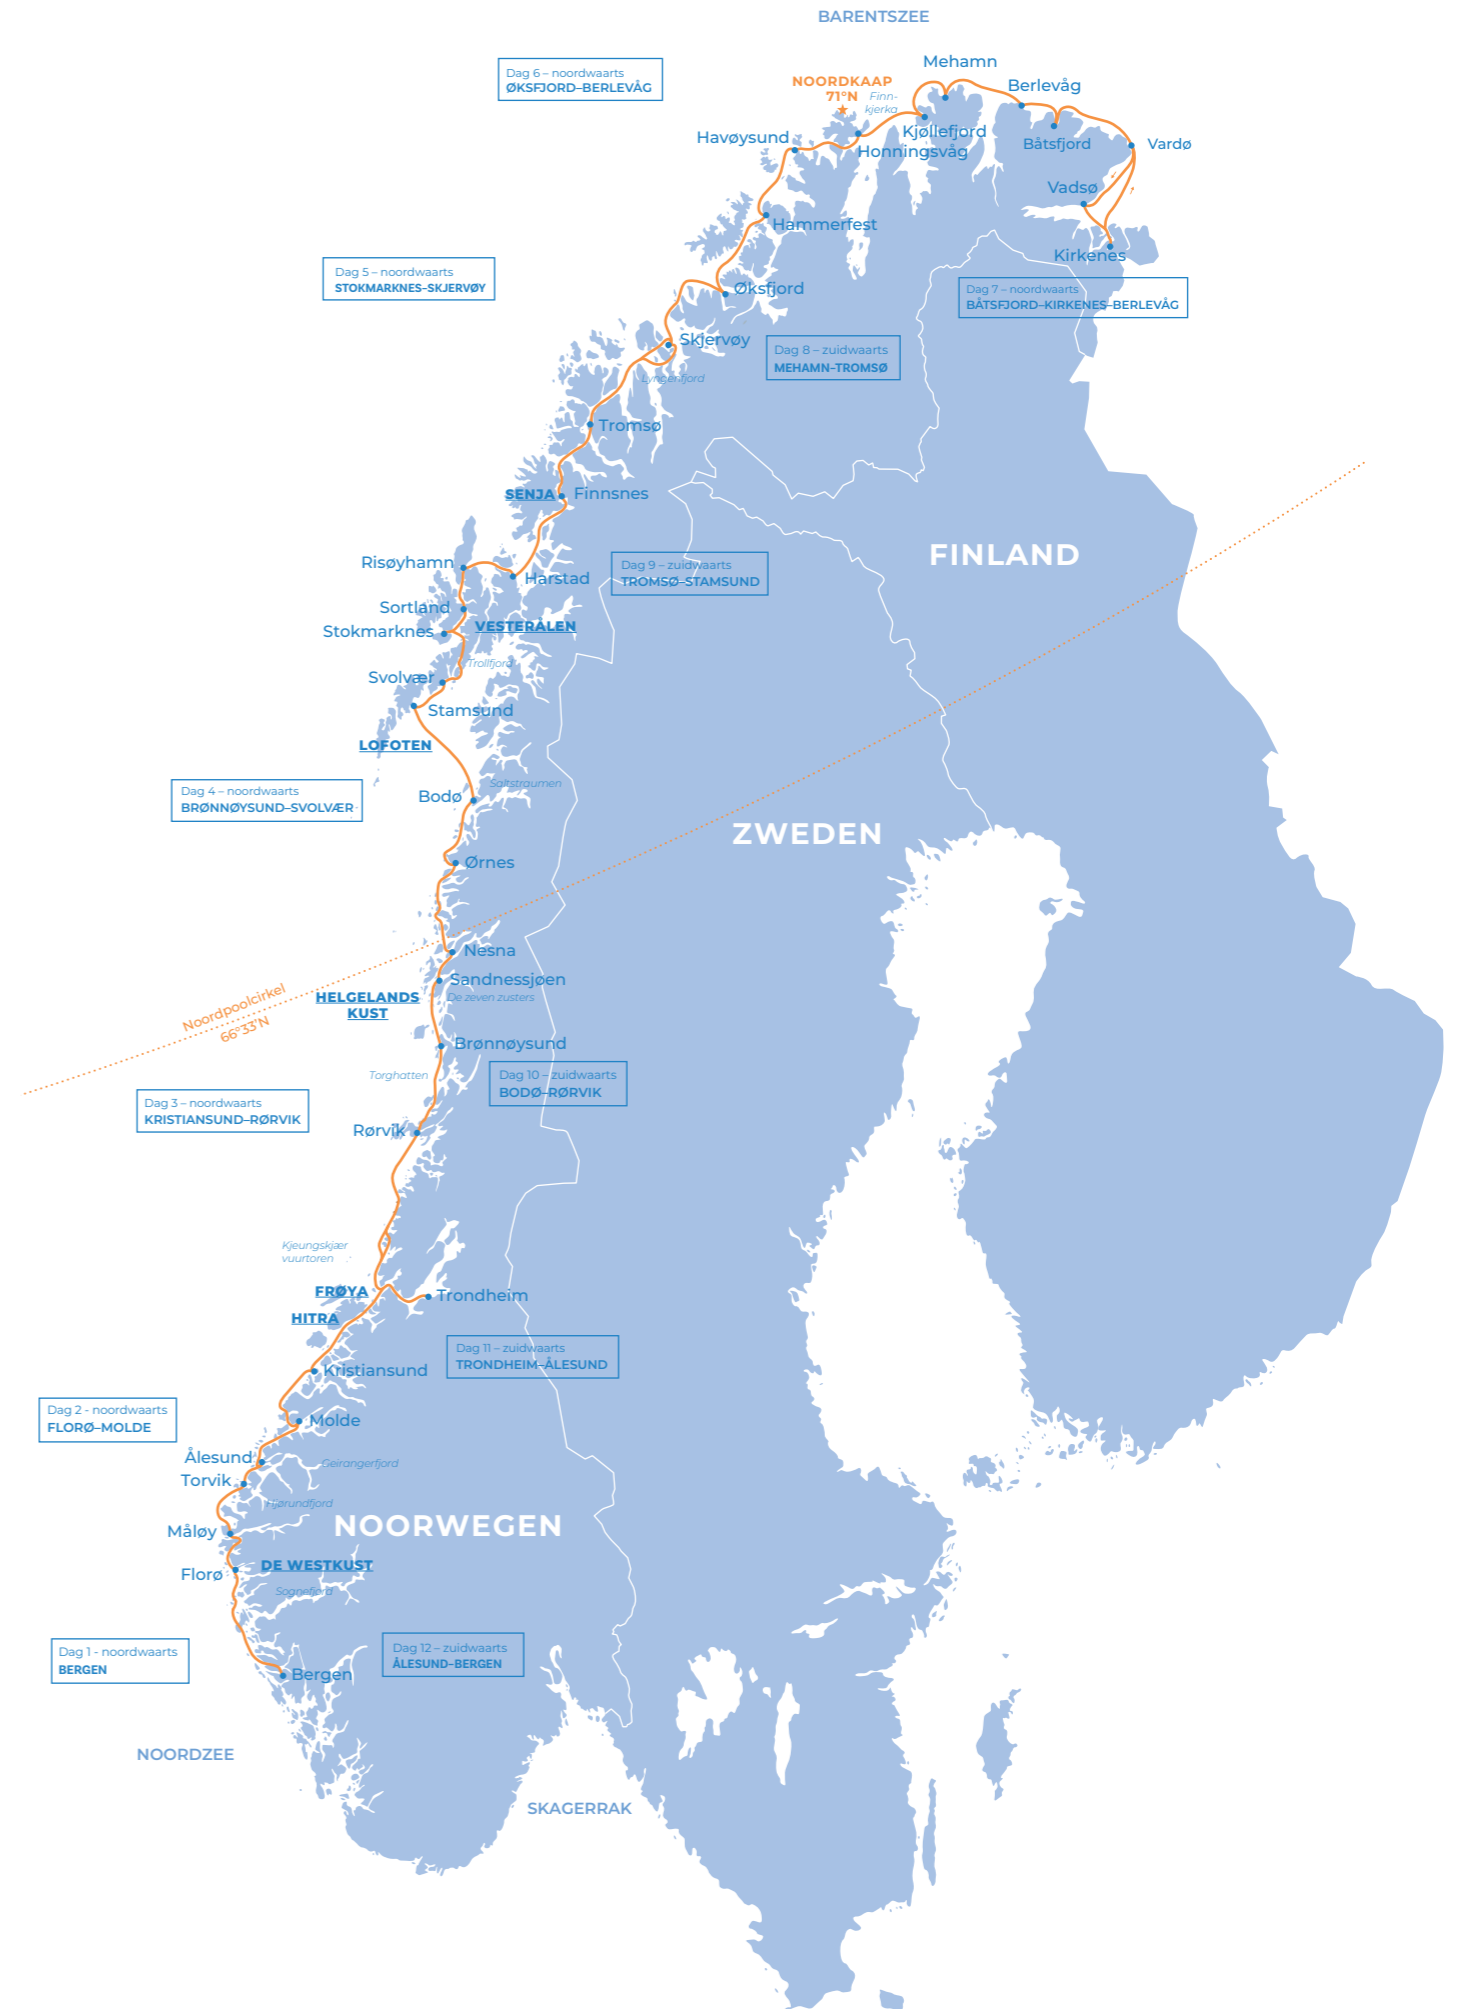 BARENTSZEE
Mehamn
Dag 6 – noordwaarts
ØKSFJORD–BERLEVÅG
NOORDKAAP
71°N
Finn-
kjerka
Berlevåg
Havøysund
Kjøllefjord
Honningsvåg
Båtsfjord
Vardø
Vadsø
Hammerfest
Kirkenes
Dag 5 – noordwaarts
STOKMARKNES–SKJERVØY
Øksfjord
Dag 7 – noordwaarts
BÅTSFJORD–KIRKENES–BERLEVÅG
Skjervøy
Dag 8 – zuidwaarts
MEHAMN–TROMSØ
Lyngenfjord
Tromsø
SENJA
Finnsnes
FINLAND
Risøyhamn
Harstad
Dag 9 – zuidwaarts
TROMSØ–STAMSUND
Sortland
Stokmarknes
VESTERÅLEN
Trollfjord
Svolvær
Stamsund
LOFOTEN
Saltstraumen
Dag 4 – noordwaarts
BRØNNØYSUND–SVOLVÆR
Bodø
ZWEDEN
Ørnes
Nesna
Sandnessjøen
HELGELANDS
KUST
De zeven zusters
Noordpoolcirkel
66°33'N
Brønnøysund
Torghatten
Dag 10 – zuidwaarts
BODØ–RØRVIK
Dag 3 – noordwaarts
KRISTIANSUND–RØRVIK
Rørvik
Kjeungskjær
vuurtoren
FRØYA
Trondheim
HITRA
Dag 11 – zuidwaarts
TRONDHEIM–ÅLESUND
Kristiansund
Dag 2 - noordwaarts
FLORØ–MOLDE
Molde
Ålesund
Geirangerfjord
Torvik
Hjørundfjord
Måløy
NOORWEGEN
DE WESTKUST
Florø
Sognefjord
Dag 1 - noordwaarts
BERGEN
Dag 12 – zuidwaarts
ÅLESUND–BERGEN
Bergen
NOORDZEE
SKAGERRAK